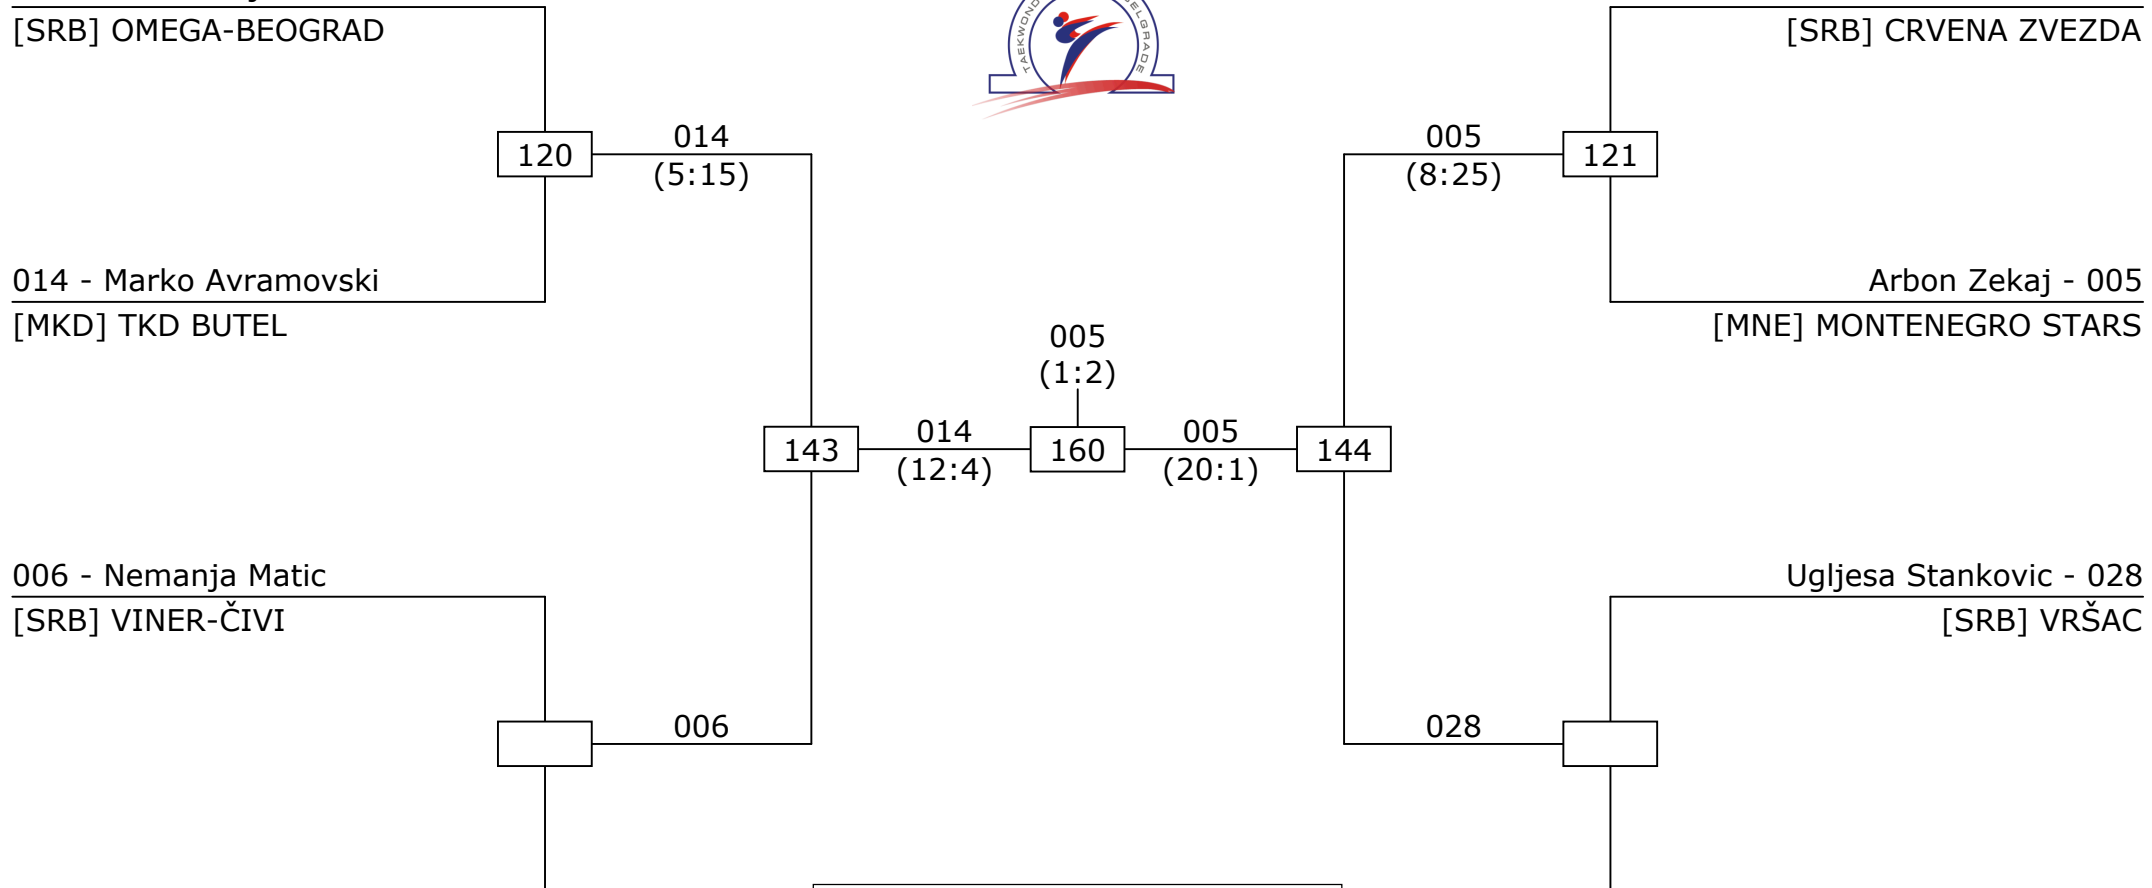 [SRB] OMEGA-BEOGRAD
[SRB] CRVENA ZVEZDA
TAEKWONDO
BELGRADE
120
014
(5:15)
005
(8:25)
121
014 - Marko Avramovski
[MKD] TKD BUTEL
Arbon Zekaj - 005
[MNE] MONTENEGRO STARS
005
(1:2)
143
014
(12:4)
160
005
(20:1)
144
006 - Nemanja Matic
[SRB] VINER-ČIVI
Ugljesa Stankovic - 028
[SRB] VRŠAC
006
028